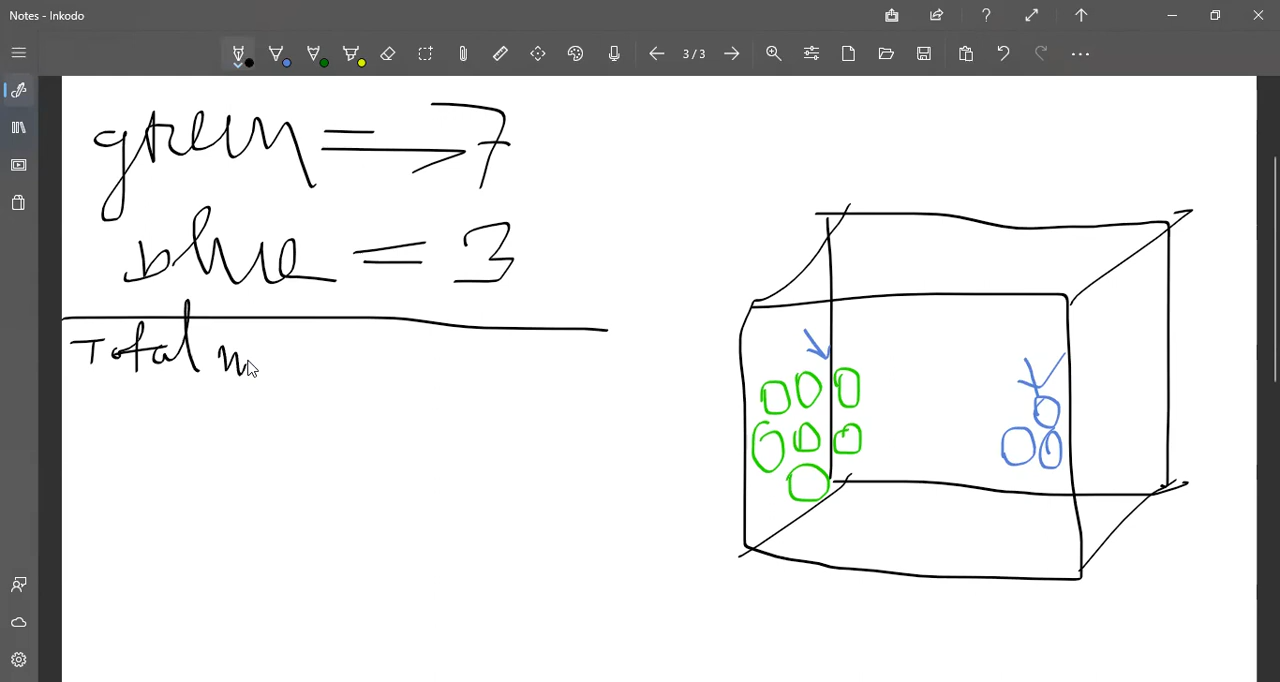 Notes - Inkodo
3/3
green = 7
blue = 3
Total n